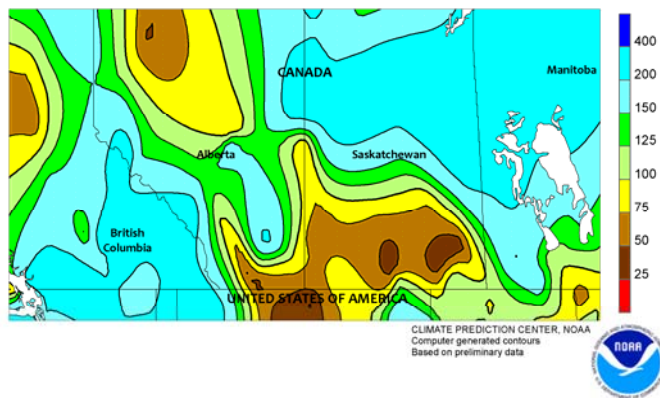 CANADA
Manitoba
Alberta
Saskatchewan
British
Columbia
UNITED STATES OF AMERICA
400
200
150
125
100
75
50
25
CLIMATE PREDICTION CENTER, NOAA
Computer generated contours
Based on preliminary data
NOAA